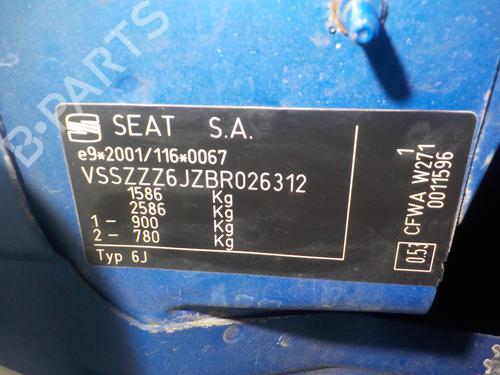 SEAT S.A.
e9*2001/116*0067
VSSZZZ6JZBR026312
1586 Kg
2586 Kg
1 - 900 Kg
2 - 780 Kg
Typ 6J
0.53
CFWA W271 1
0011596
B-PARTS